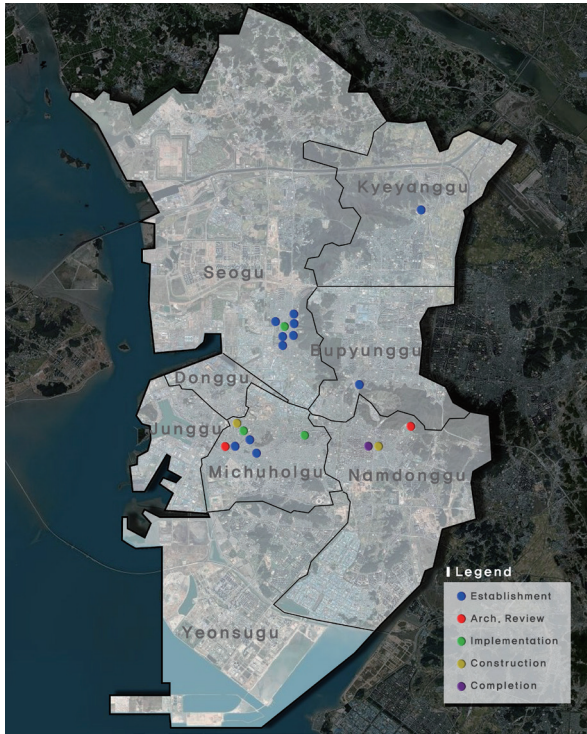 Kyeyanggu
Seogu
Bupyunggu
Donggu
Junggu
Michuholgu
Namdonggu
Yeonsugu
Legend
Establishment
Arch, Review
Implementation
Construction
Completion